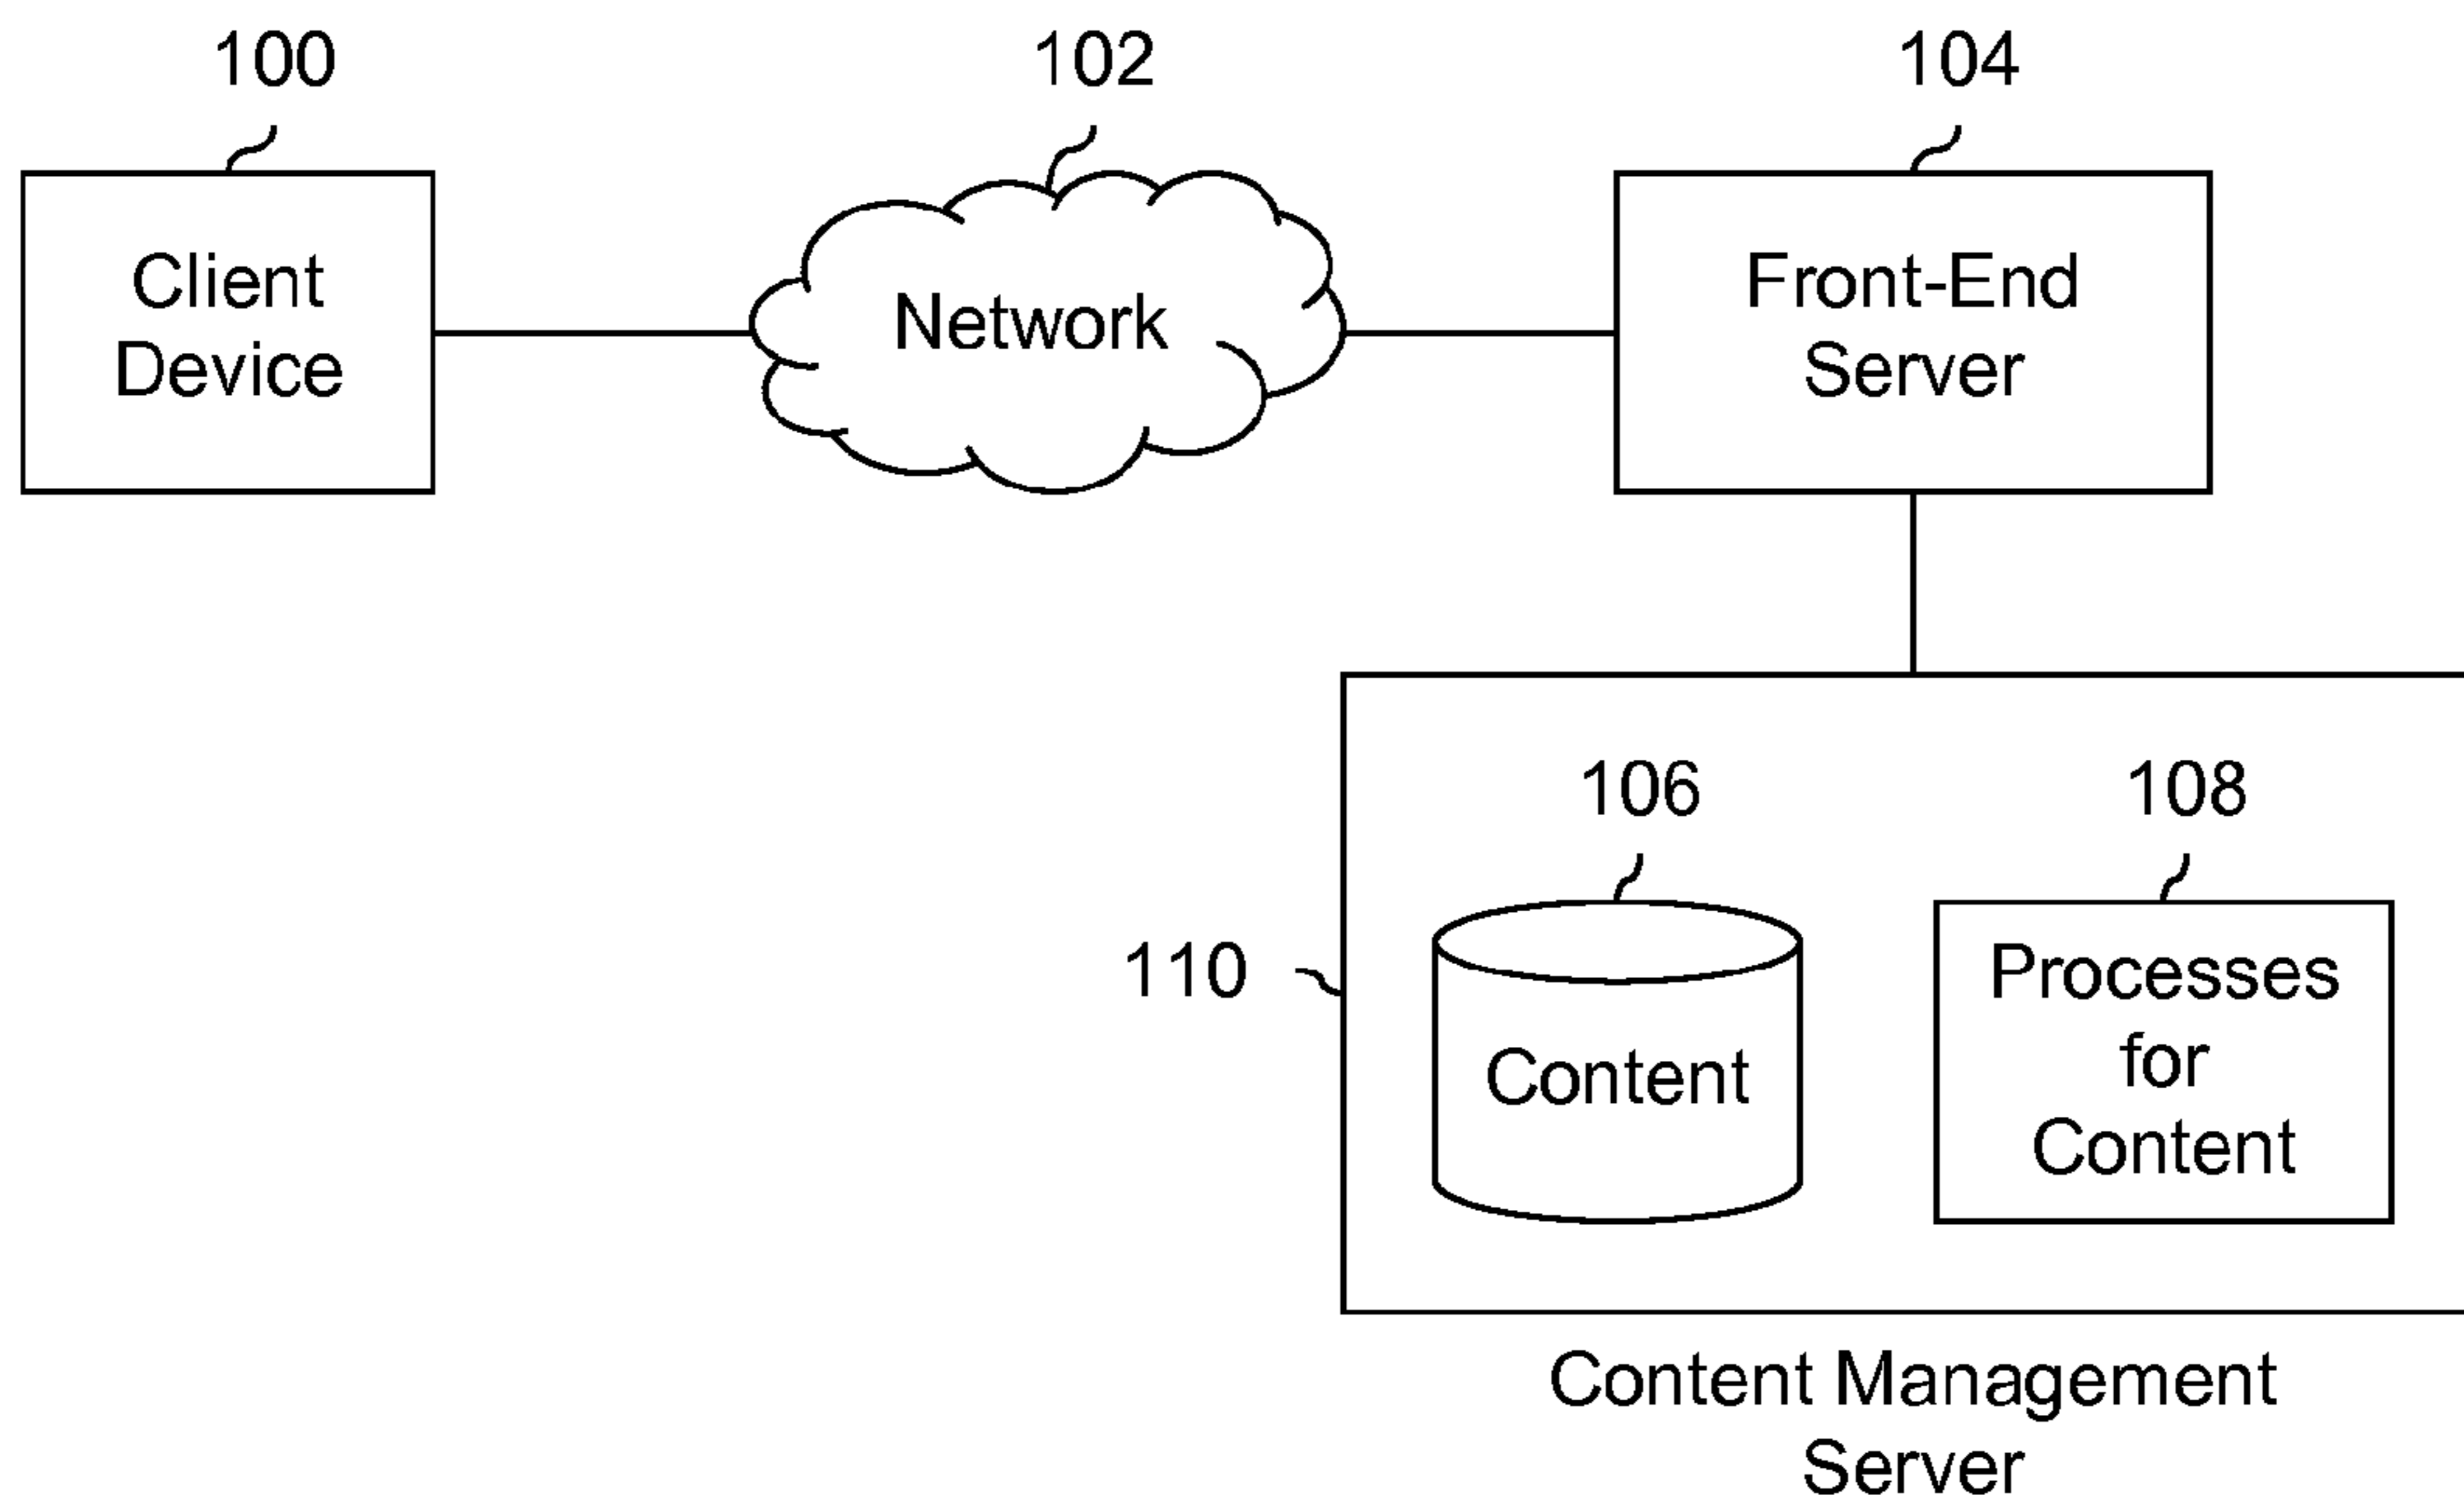 100
102
104
Client
Device
Network
Front-End
Server
106
108
110
Content
Processes
for
Content
Content Management
Server